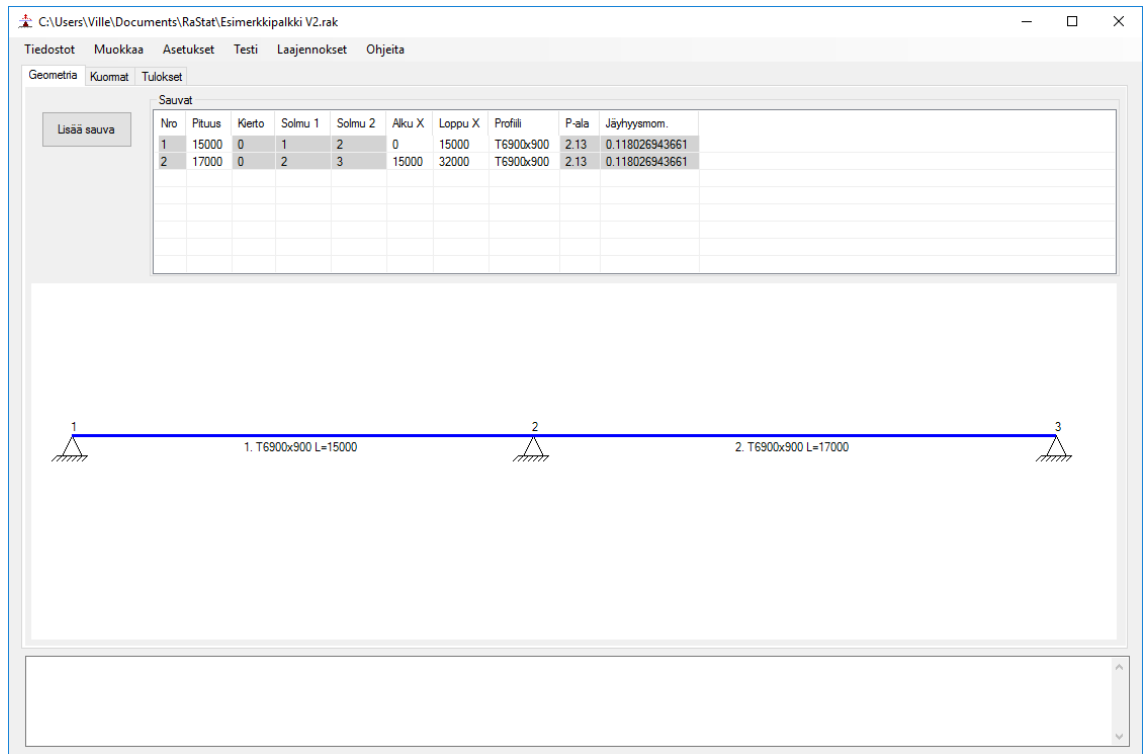 C:\Users\Ville\Documents\RaStat\Esimerkkipalkki V2.rak
Tiedostot Muokkaa Asetukset Testi Laajennokset Ohjeita
Geometria Kuormat Tulokset
Sauvat
Lisää sauva
Nro Pituus Kierto Solmu 1 Solmu 2 Alku X Loppu X Profiili P-ala Jäyhyysmom.
1 15000 0 1 2 0 15000 T6900x900 2.13 0.118026943661
2 17000 0 2 3 15000 32000 T6900x900 2.13 0.118026943661
1 2 3
1. T6900x900 L=15000 2. T6900x900 L=17000